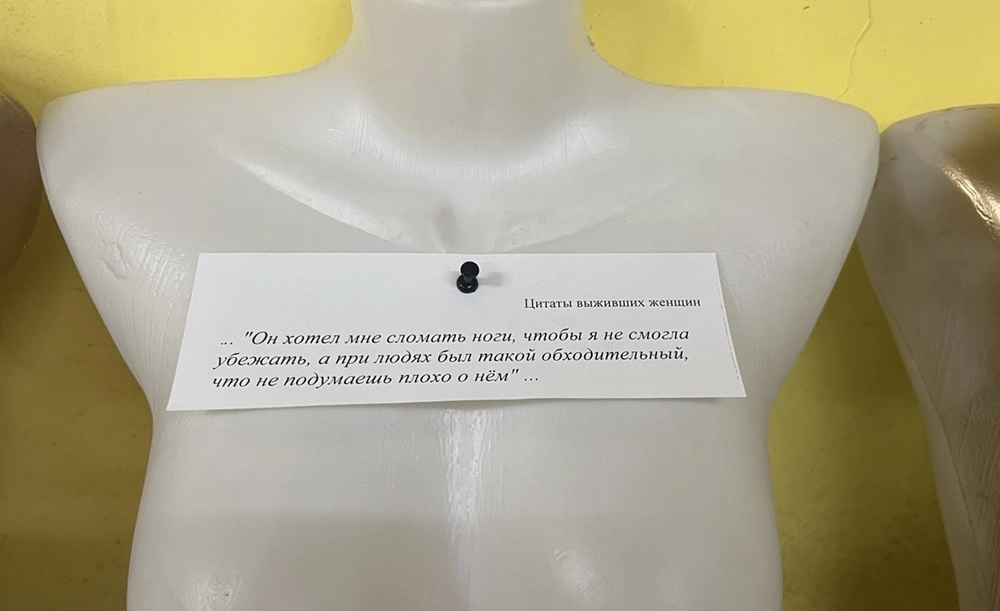 Цитаты выживших женщин
... "Он хотел мне сломать ноги, чтобы я не смогла
убежать, а при людях был такой обходительный,
что не подумаешь плохо о нём" ...